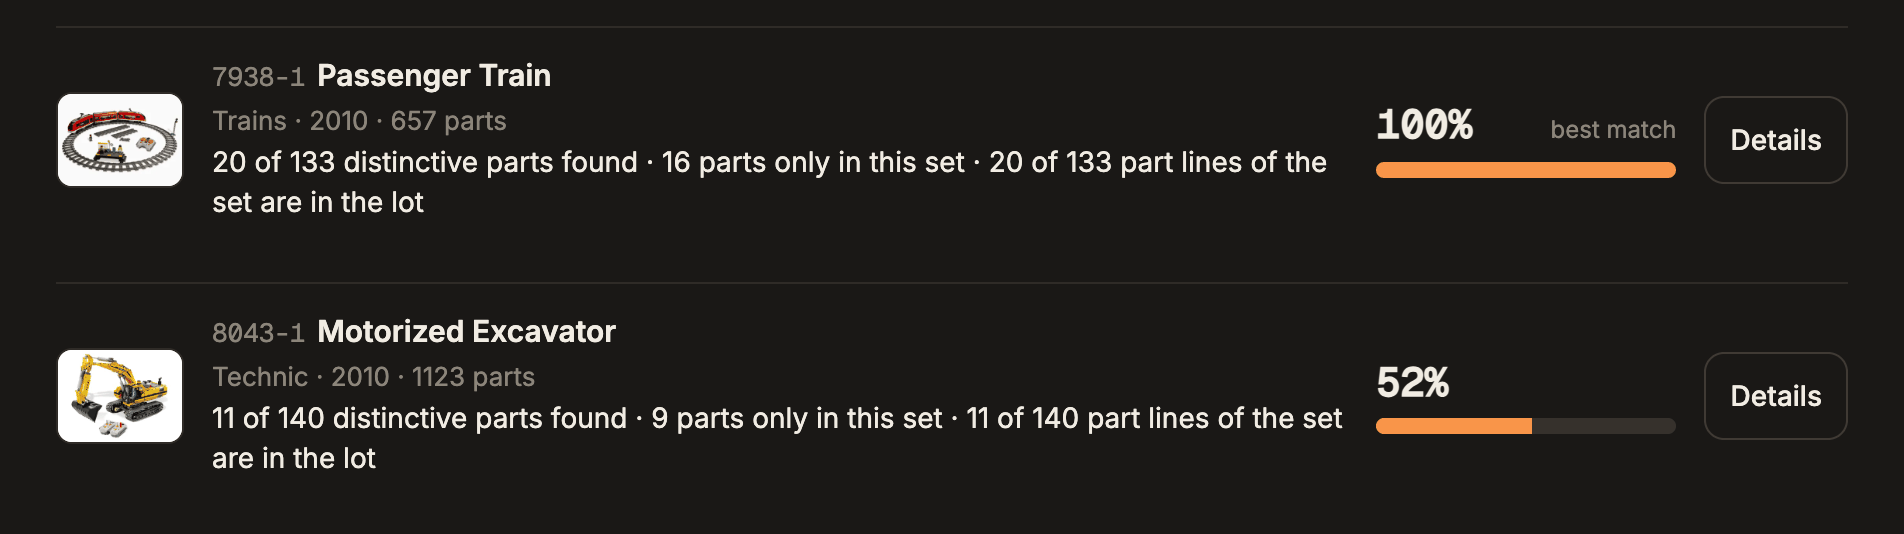 7938-1 Passenger Train
Trains · 2010 · 657 parts
20 of 133 distinctive parts found · 16 parts only in this set · 20 of 133 part lines of the
set are in the lot
100% best match
Details
8043-1 Motorized Excavator
Technic · 2010 · 1123 parts
11 of 140 distinctive parts found · 9 parts only in this set · 11 of 140 part lines of the set
are in the lot
52%
Details